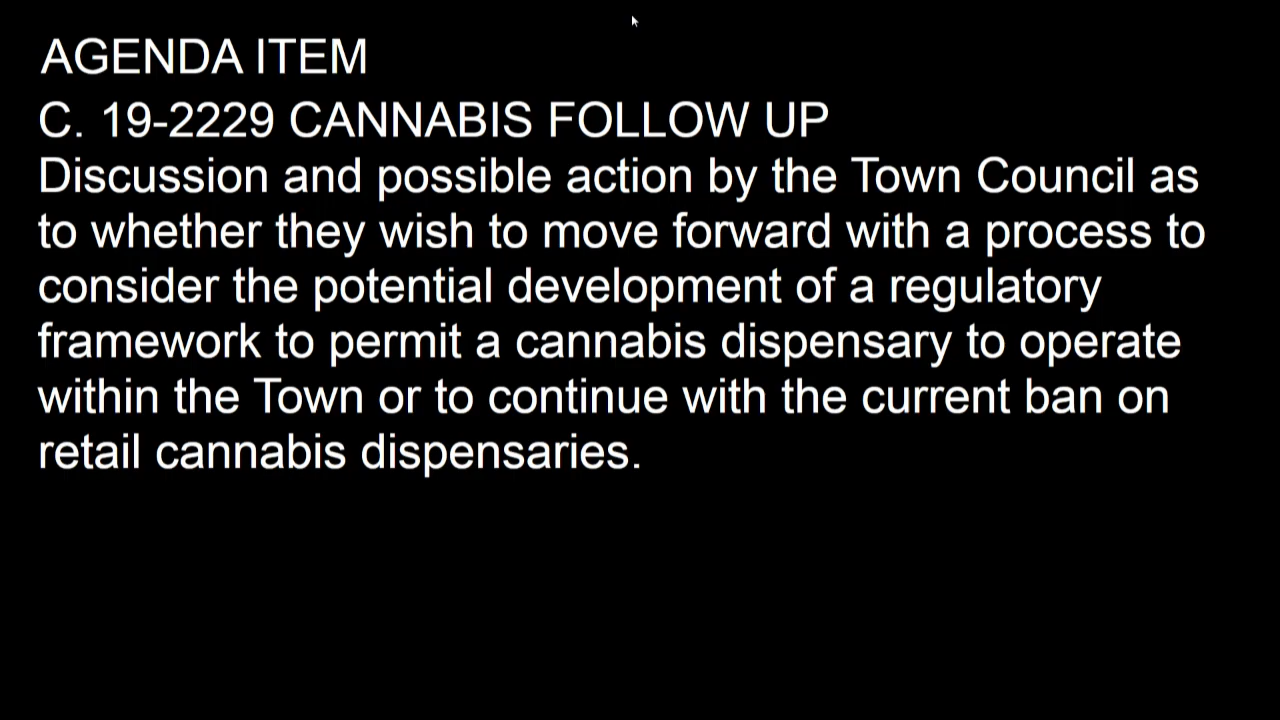 AGENDA ITEM
C. 19-2229 CANNABIS FOLLOW UP
Discussion and possible action by the Town Council as
to whether they wish to move forward with a process to
consider the potential development of a regulatory
framework to permit a cannabis dispensary to operate
within the Town or to continue with the current ban on
retail cannabis dispensaries.